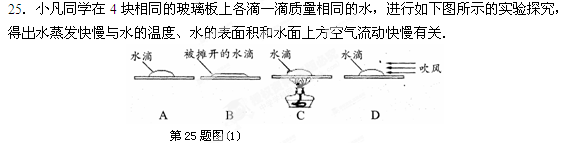 25. 小凡同学在 4 块相同的玻璃板上各滴一滴质量相同的水，进行如下图所示的实验探究，
得出水蒸发快慢与水的温度、水的表面积和水面上方空气流动快慢有关.
水滴 被摊开的水滴 水滴 水滴
吹风
A B C D
第 25 题图(1)